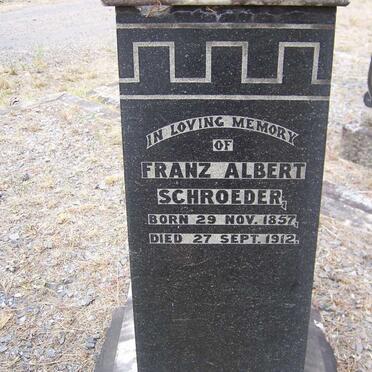 IN LOVING MEMORY
OF
FRANZ ALBERT
SCHROEDER,
BORN 29 NOV. 1857,
DIED 27 SEPT. 1912.